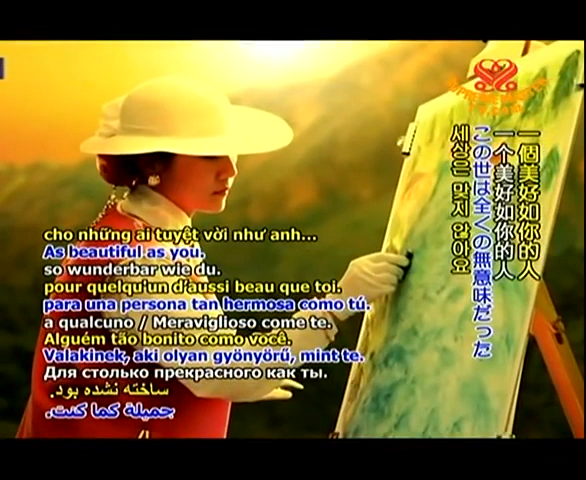 cho những ai tuyệt vời như anh...
As beautiful as you.
so wunderbar wie du.
pour quelqu'un d'aussi beau que toi.
para una persona tan hermosa como tú.
a qualcuno / Meraviglioso come te.
Alguém tão bonito como você.
Valakinek, aki olyan gyönyörű, mint te.
Для столько прекрасного как ты.
ساخته نشده بود.
جميلة كما كنت.
一個美好如你的人
一个美好如你的人
この世は全くの無意味だった
세상은 맞지 않아요